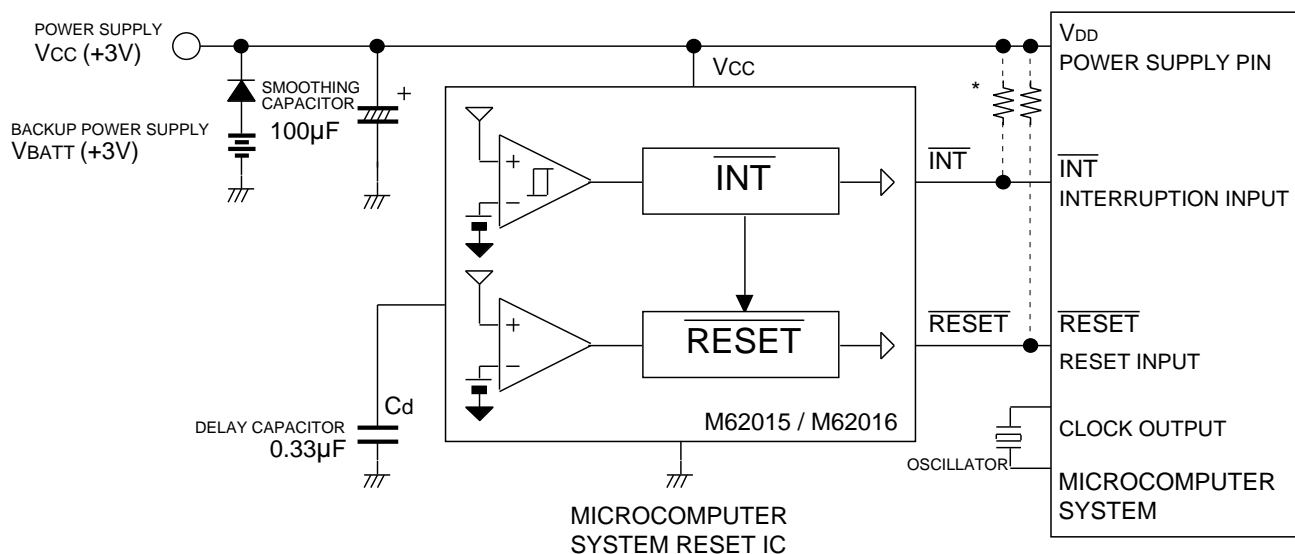 POWER SUPPLY
VCC (+3V)
SMOOTHING
CAPACITOR
100µF
+
BACKUP POWER SUPPLY
VBATT (+3V)
VCC
*
VDD
POWER SUPPLY PIN
+
−
INT
INT
INT
INTERRUPTION INPUT
+
−
RESET
RESET
RESET
RESET INPUT
Cd
DELAY CAPACITOR
0.33µF
M62015 / M62016
CLOCK OUTPUT
OSCILLATOR
MICROCOMPUTER
SYSTEM
MICROCOMPUTER
SYSTEM RESET IC